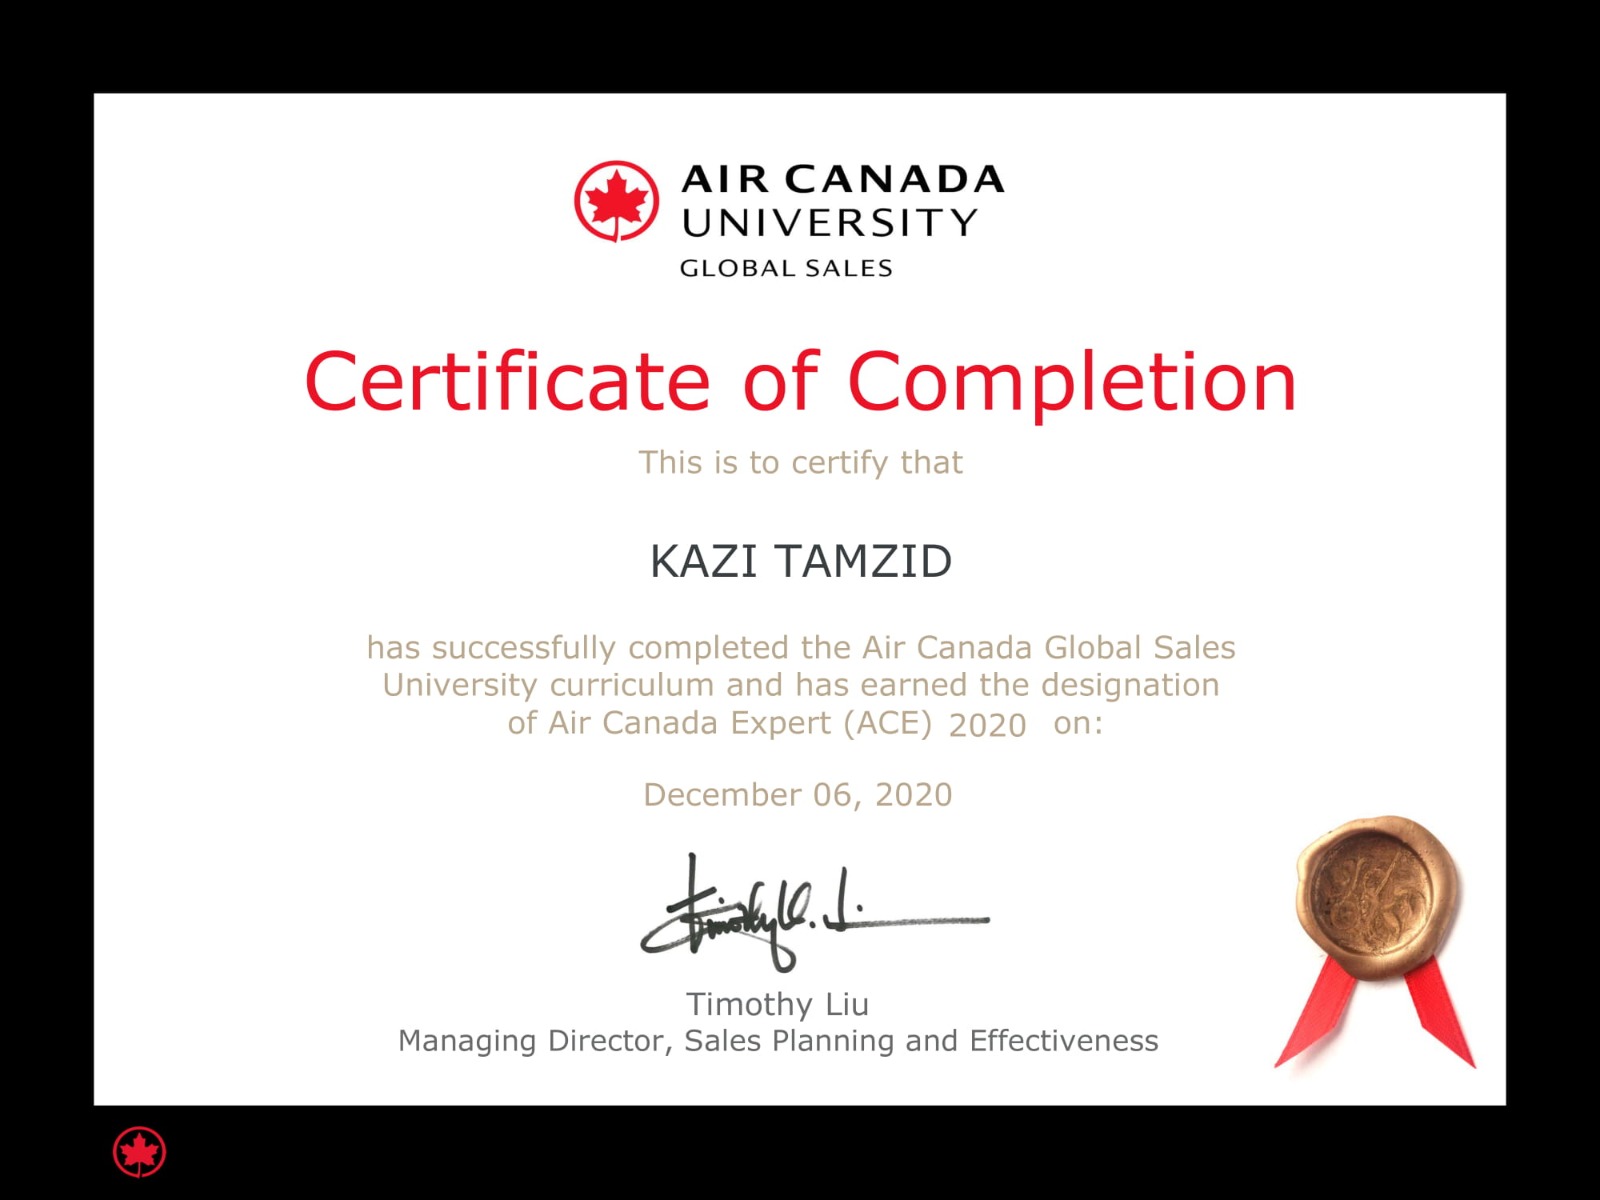 AIR CANADA
UNIVERSITY
GLOBAL SALES
Certificate of Completion
This is to certify that
KAZI TAMZID
has successfully completed the Air Canada Global Sales
University curriculum and has earned the designation
of Air Canada Expert (ACE) 2020 on:
December 06, 2020
Timothy Liu
Managing Director, Sales Planning and Effectiveness